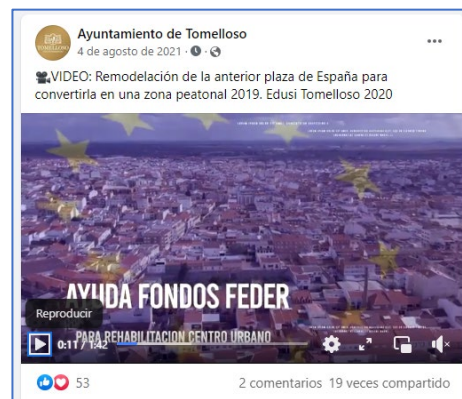 Ayuntamiento de Tomelloso
4 de agosto de 2021
VIDEO: Remodelación de la anterior plaza de España para
convertirla en una zona peatonal 2019. Edusi Tomelloso 2020
AYUDA FONDOS FEDER
Reproducir
PARA REHABILITACION CENTRO URBANO
0:11 / 1:42
53
2 comentarios 19 veces compartido